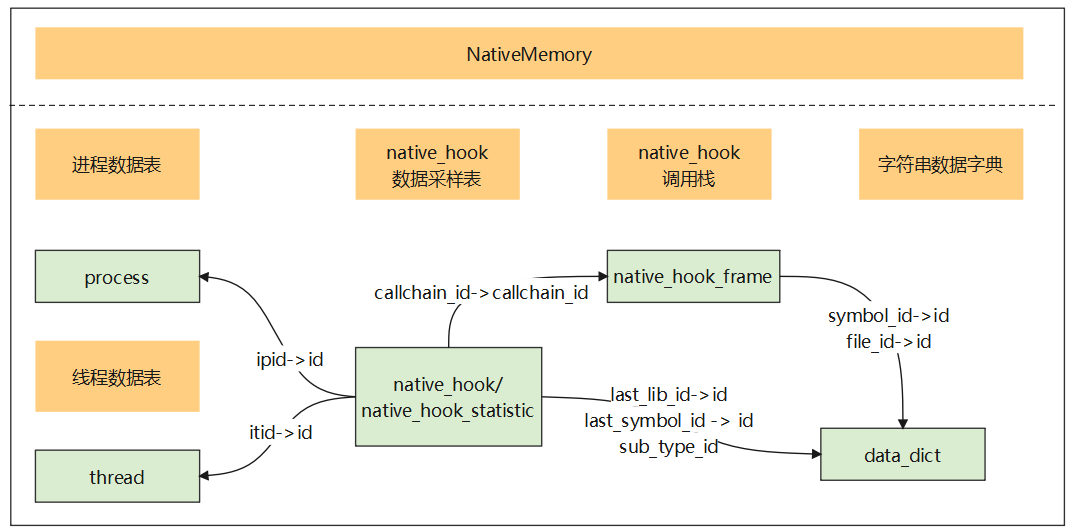 NativeMemory
进程数据表
native_hook
数据采样表
native_hook
调用栈
字符串数据字典
process
native_hook_frame
callchain_id->callchain_id
symbol_id->id
file_id->id
线程数据表
ipid->id
native_hook/
native_hook_statistic
last_lib_id->id
last_symbol_id -> id
sub_type_id
itid->id
data_dict
thread